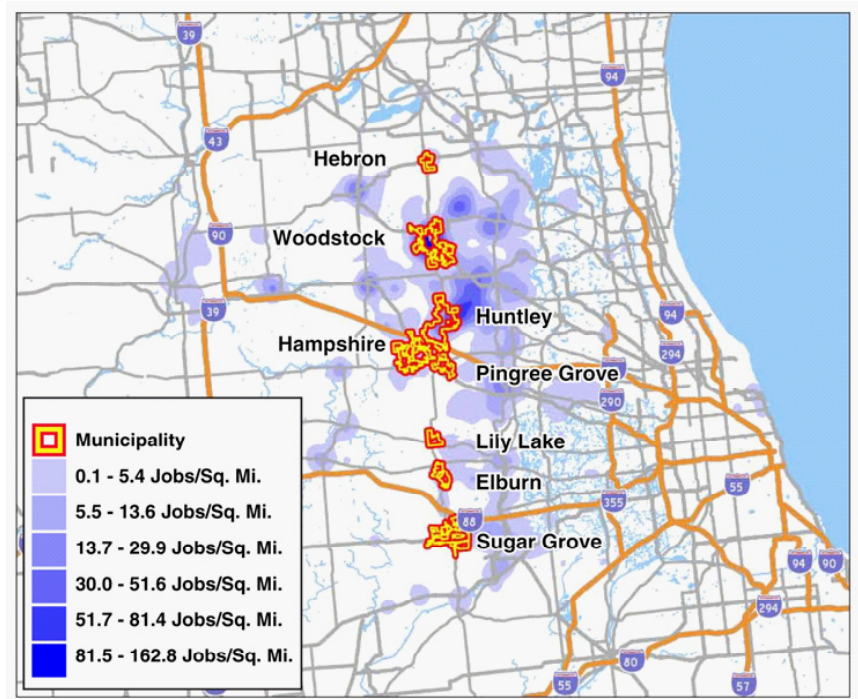 39
94
43
Hebron
90
Woodstock
39
94
Huntley
Hampshire
294
Pingree Grove
290
Municipality
Lily Lake
0.1 - 5.4 Jobs/Sq. Mi.
Elburn
55
5.5 - 13.6 Jobs/Sq. Mi.
355
88
Sugar Grove
13.7 - 29.9 Jobs/Sq. Mi.
94
90
30.0 - 51.6 Jobs/Sq. Mi.
294
51.7 - 81.4 Jobs/Sq. Mi.
81.5 - 162.8 Jobs/Sq. Mi.
80
55
57